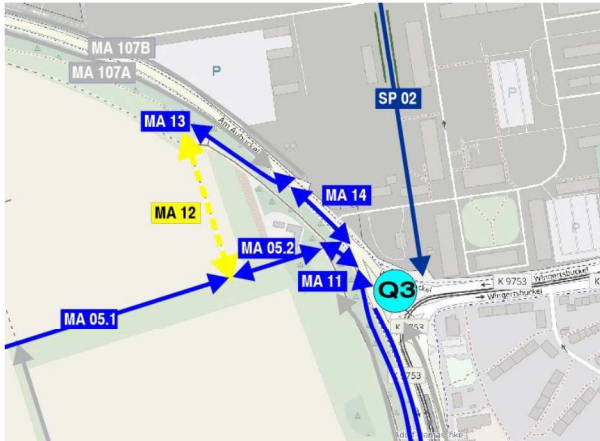 MA 107B
MA 107A
P
P
SP 02
MA 13
Am Aubuckel
MA 14
MA 12
MA 05.2
MA 11
Q3
K 9753
Wingertsbuckel
Wingertsbuckel
MA 05.1
P
K 9753